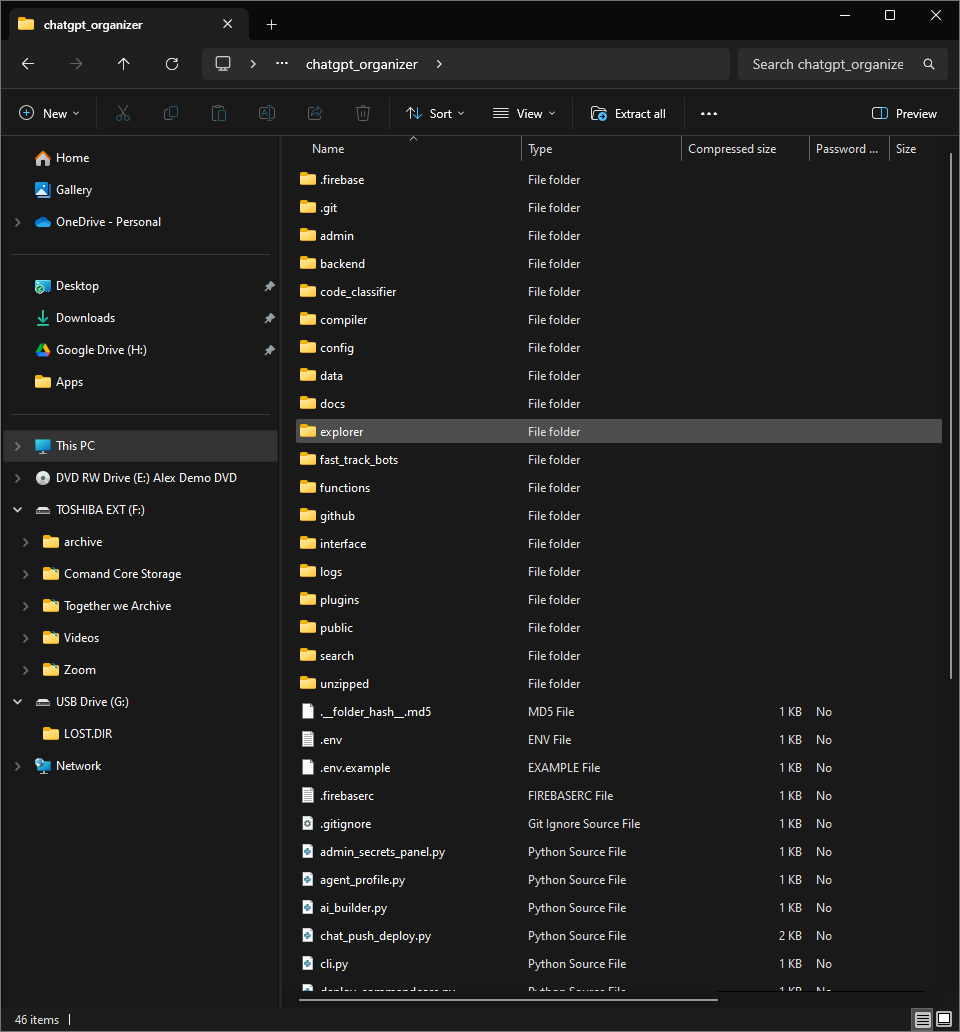 chatgpt_organizer
chatgpt_organizer
Search chatgpt_organize
New
Sort
View
Extract all
Preview
Home
Gallery
OneDrive - Personal
Desktop
Downloads
Google Drive (H:)
Apps
This PC
DVD RW Drive (E:) Alex Demo DVD
TOSHIBA EXT (F:)
archive
Comand Core Storage
Together we Archive
Videos
Zoom
USB Drive (G:)
LOST.DIR
Network
Name Type Compressed size Password ... Size
.firebase File folder
.git File folder
admin File folder
backend File folder
code_classifier File folder
compiler File folder
config File folder
data File folder
docs File folder
explorer File folder
fast_track_bots File folder
functions File folder
github File folder
interface File folder
logs File folder
plugins File folder
public File folder
search File folder
unzipped File folder
.__folder_hash__.md5 MD5 File 1 KB No
.env ENV File 1 KB No
.env.example EXAMPLE File 1 KB No
.firebaserc FIREBASERC File 1 KB No
.gitignore Git Ignore Source File 1 KB No
admin_secrets_panel.py Python Source File 1 KB No
agent_profile.py Python Source File 1 KB No
ai_builder.py Python Source File 1 KB No
chat_push_deploy.py Python Source File 2 KB No
cli.py Python Source File 1 KB No
Python Source File 1 KB No
46 items